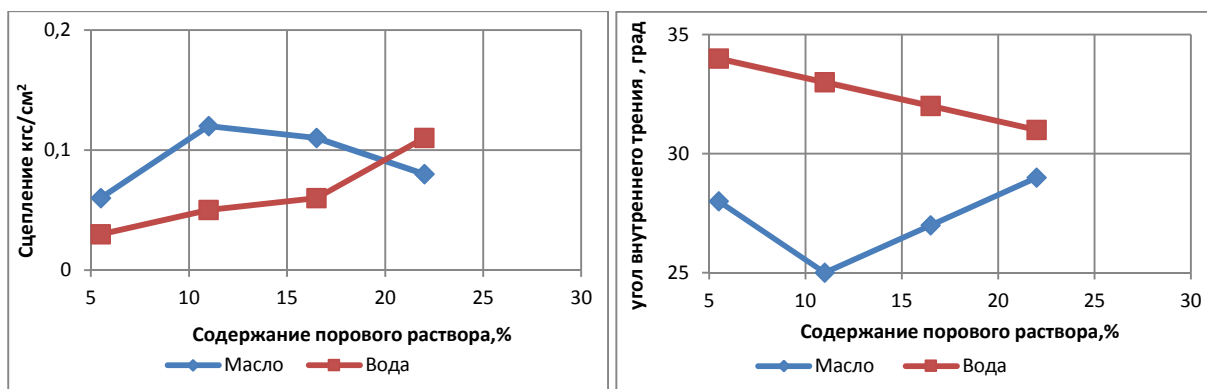 Сцепление кгс/см²
0,2
0,1
0
5 10 15 20 25 30
Содержание порового раствора,%
Масло Вода
угол внутреннего трения , град
35
30
25
5 10 15 20 25 30
Содержание порового раствора,%
Масло Вода